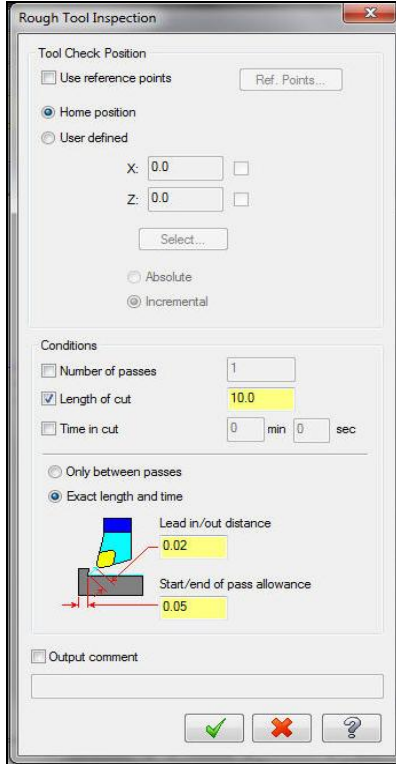 Rough Tool Inspection
Tool Check Position
Use reference points Ref. Points...
Home position
User defined
X: 0.0
Z: 0.0
Select...
Absolute
Incremental
Conditions
Number of passes 1
Length of cut 10.0
Time in cut 0 min 0 sec
Only between passes
Exact length and time
Lead in/out distance
0.02
Start/end of pass allowance
0.05
Output comment